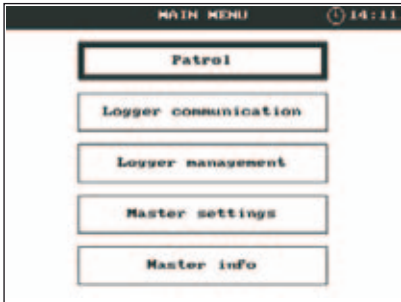 MAIN MENU 14:11
Patrol
Logger communication
Logger management
Master settings
Master info